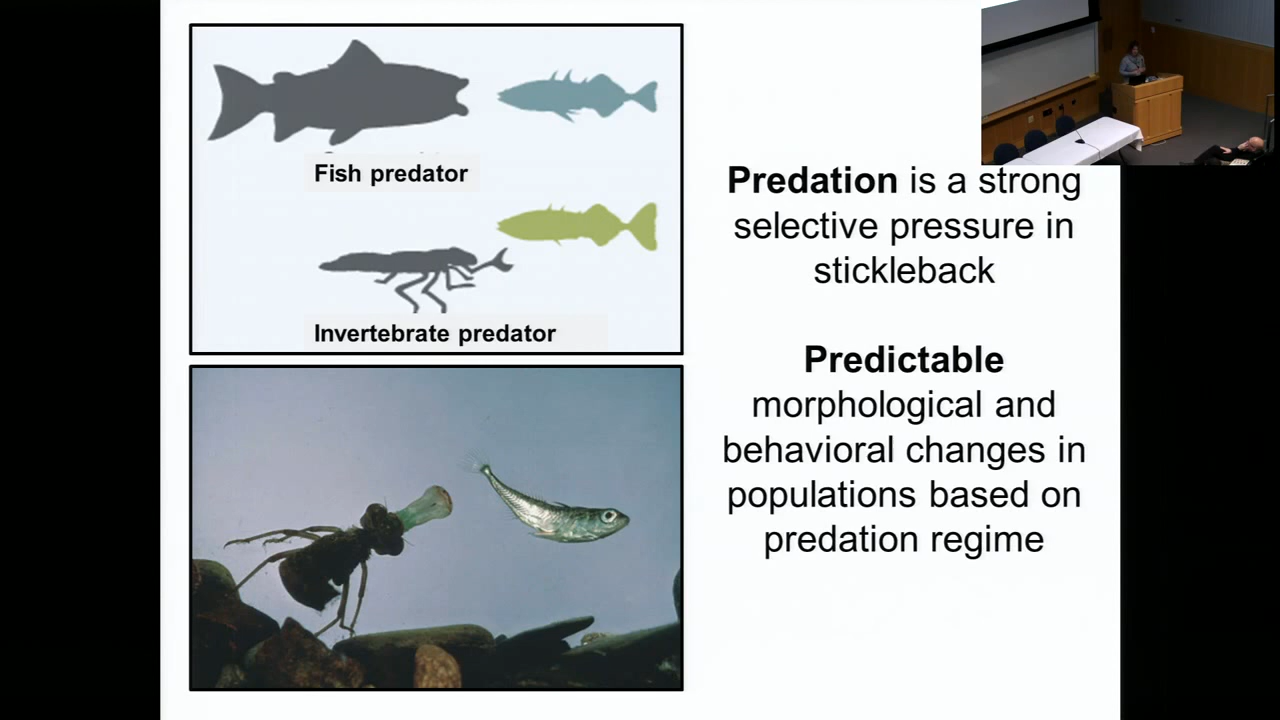 Fish predator
Invertebrate predator
Predation is a strong
selective pressure in
stickleback
Predictable
morphological and
behavioral changes in
populations based on
predation regime